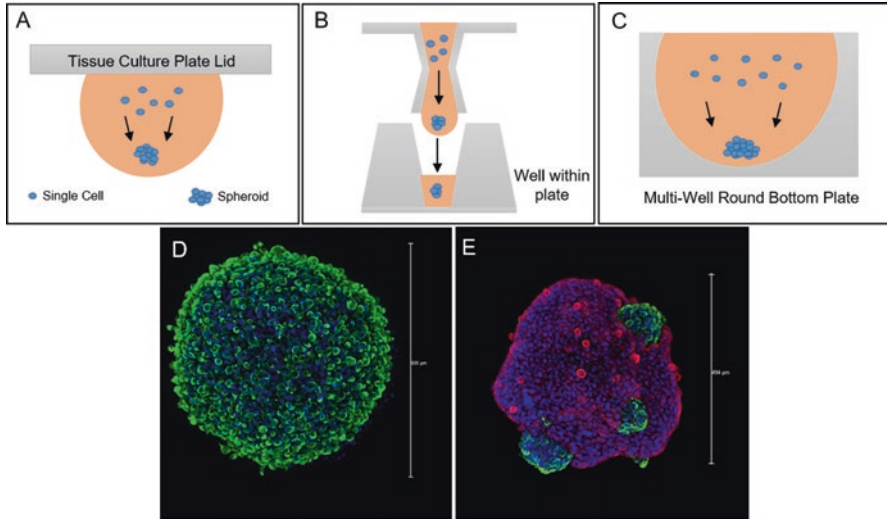 A
Tissue Culture Plate Lid
Single Cell
Spheroid
B
Well within
plate
C
Multi-Well Round Bottom Plate
D
E